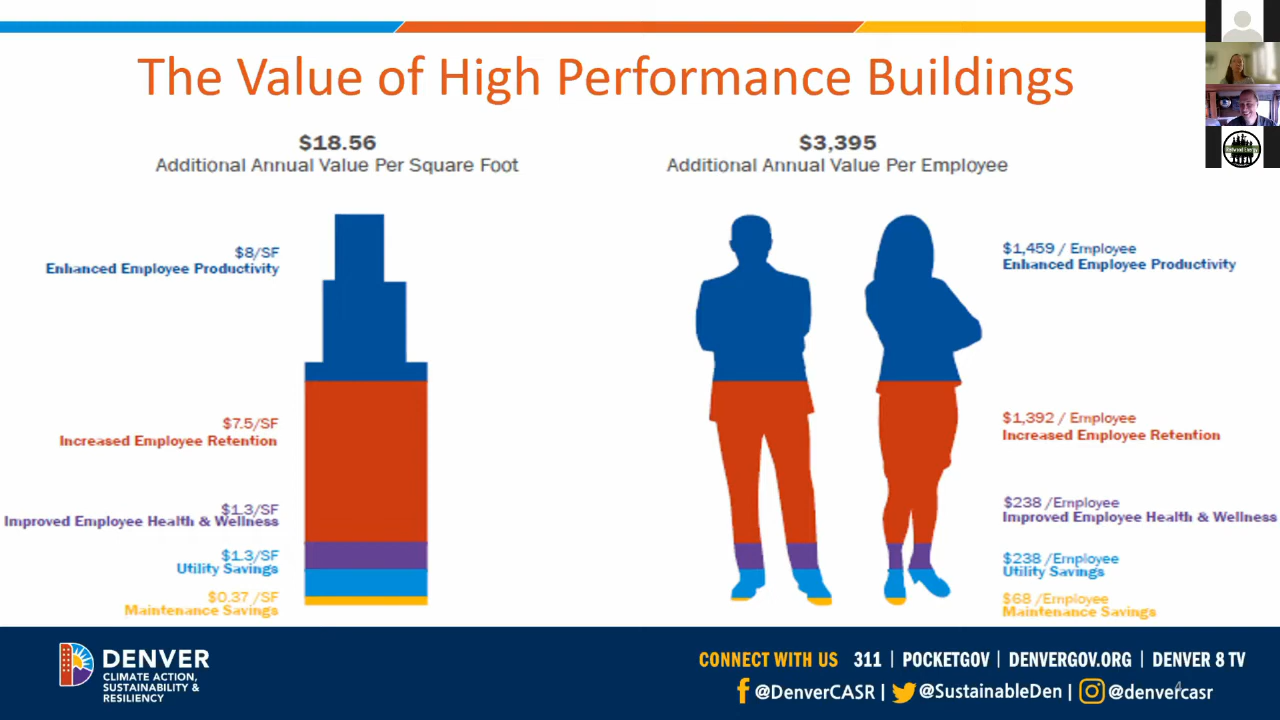 The Value of High Performance Buildings
$18.56
Additional Annual Value Per Square Foot
$8/SF
Enhanced Employee Productivity
$7.5/SF
Increased Employee Retention
$1.3/SF
Improved Employee Health & Wellness
$1.3/SF
Utility Savings
$0.37 /SF
Maintenance Savings
$3,395
Additional Annual Value Per Employee
$1,459 / Employee
Enhanced Employee Productivity
$1,392 / Employee
Increased Employee Retention
$238 /Employee
Improved Employee Health & Wellness
$238 /Employee
Utility Savings
$68 /Employee
Maintenance Savings
Redwood Energy
DENVER
CLIMATE ACTION,
SUSTAINABILITY &
RESILIENCY
CONNECT WITH US 311 | POCKETGOV | DENVERGOV.ORG | DENVER 8 TV
@DenverCASR | @SustainableDen | @denvercasr